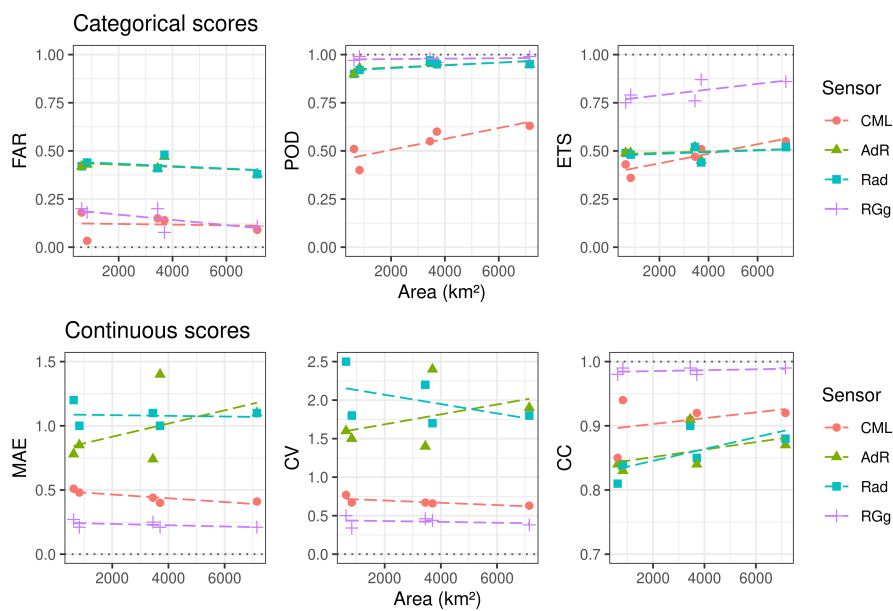 Categorical scores
FAR
1.00
0.75
0.50
0.25
0.00
2000 4000 6000
POD
1.00
0.75
0.50
0.25
0.00
2000 4000 6000
Area (km²)
ETS
1.00
0.75
0.50
0.25
0.00
2000 4000 6000
Sensor
CML
AdR
Rad
RGg
Continuous scores
MAE
1.5
1.0
0.5
0.0
2000 4000 6000
CV
2.5
2.0
1.5
1.0
0.5
0.0
2000 4000 6000
Area (km²)
CC
1.0
0.9
0.8
0.7
2000 4000 6000
Sensor
CML
AdR
Rad
RGg